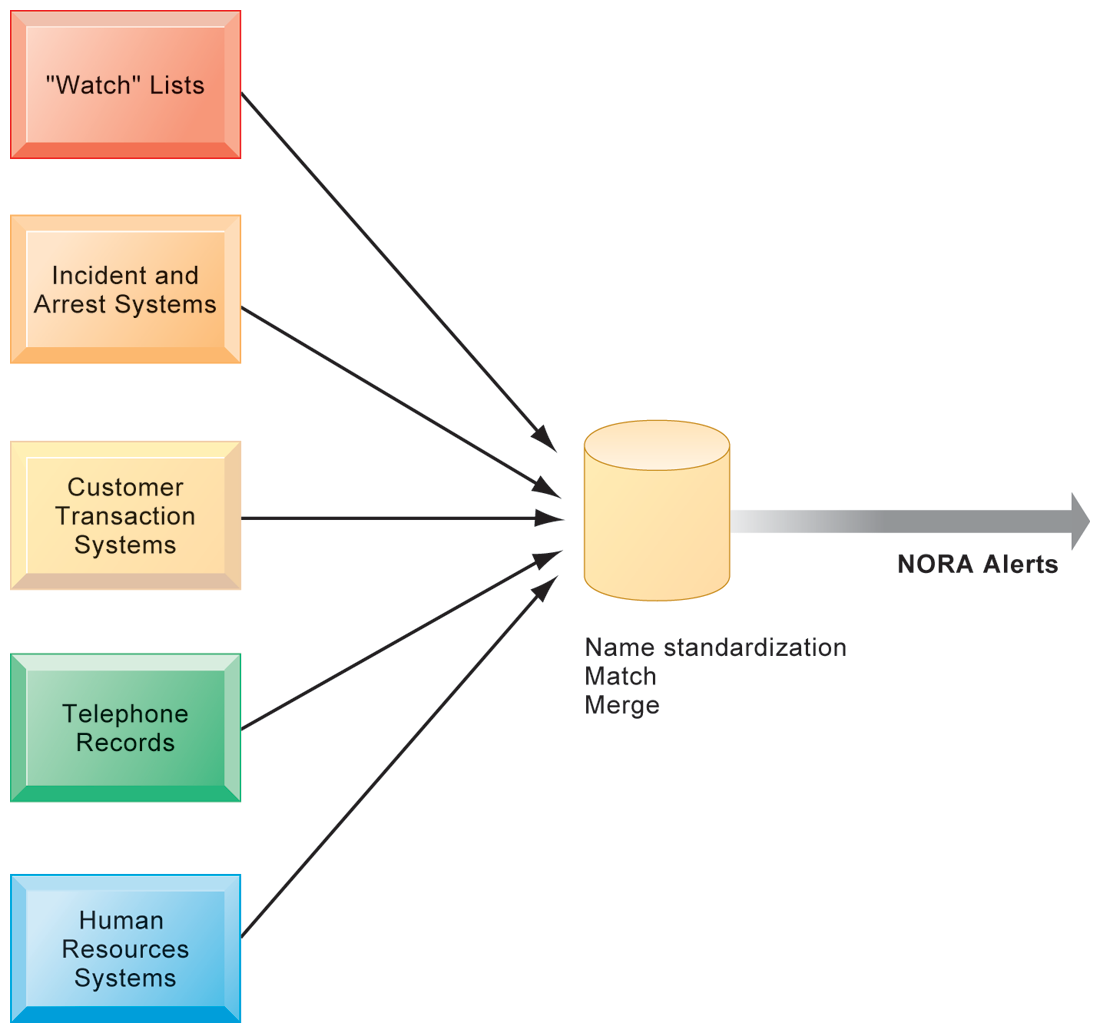 "Watch" Lists
Incident and
Arrest Systems
Customer
Transaction
Systems
Telephone
Records
Human
Resources
Systems
Name standardization
Match
Merge
NORA Alerts